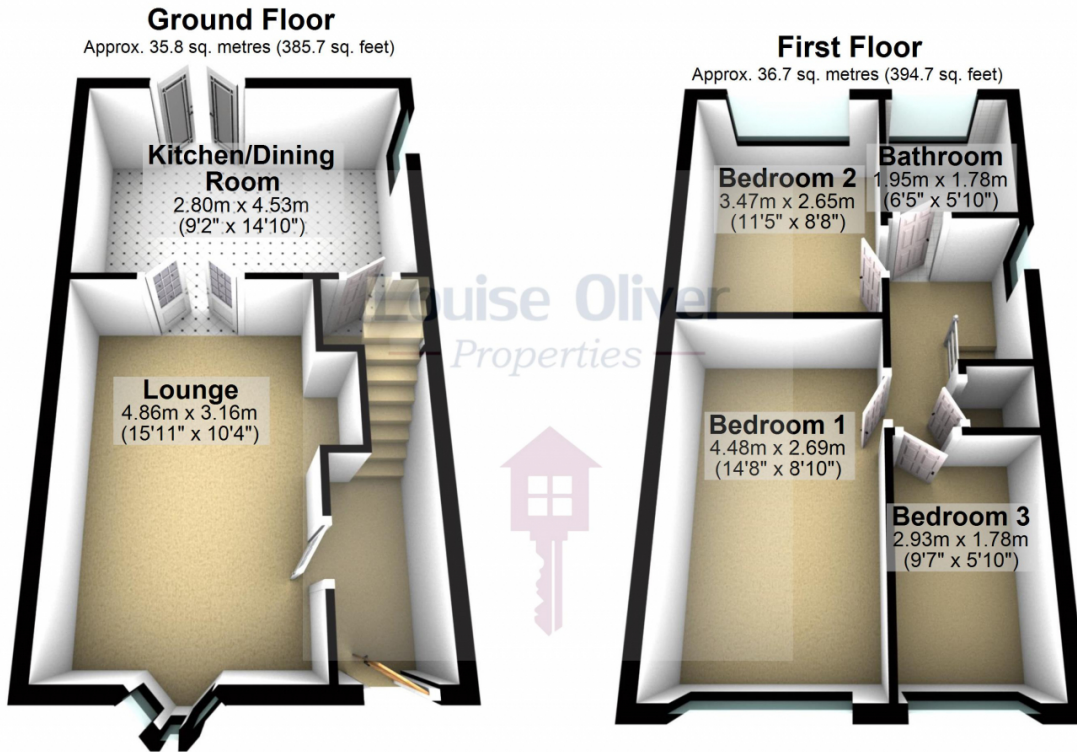 Ground Floor
Approx. 35.8 sq. metres (385.7 sq. feet)
Kitchen/Dining
Room
2.80m x 4.53m
(9'2" x 14'10")
Lounge
4.86m x 3.16m
(15'11" x 10'4")
First Floor
Approx. 36.7 sq. metres (394.7 sq. feet)
Bedroom 2
3.47m x 2.65m
(11'5" x 8'8")
Bathroom
1.95m x 1.78m
(6'5" x 5'10")
Bedroom 1
4.48m x 2.69m
(14'8" x 8'10")
Bedroom 3
2.93m x 1.78m
(9'7" x 5'10")
Louise Oliver
Properties